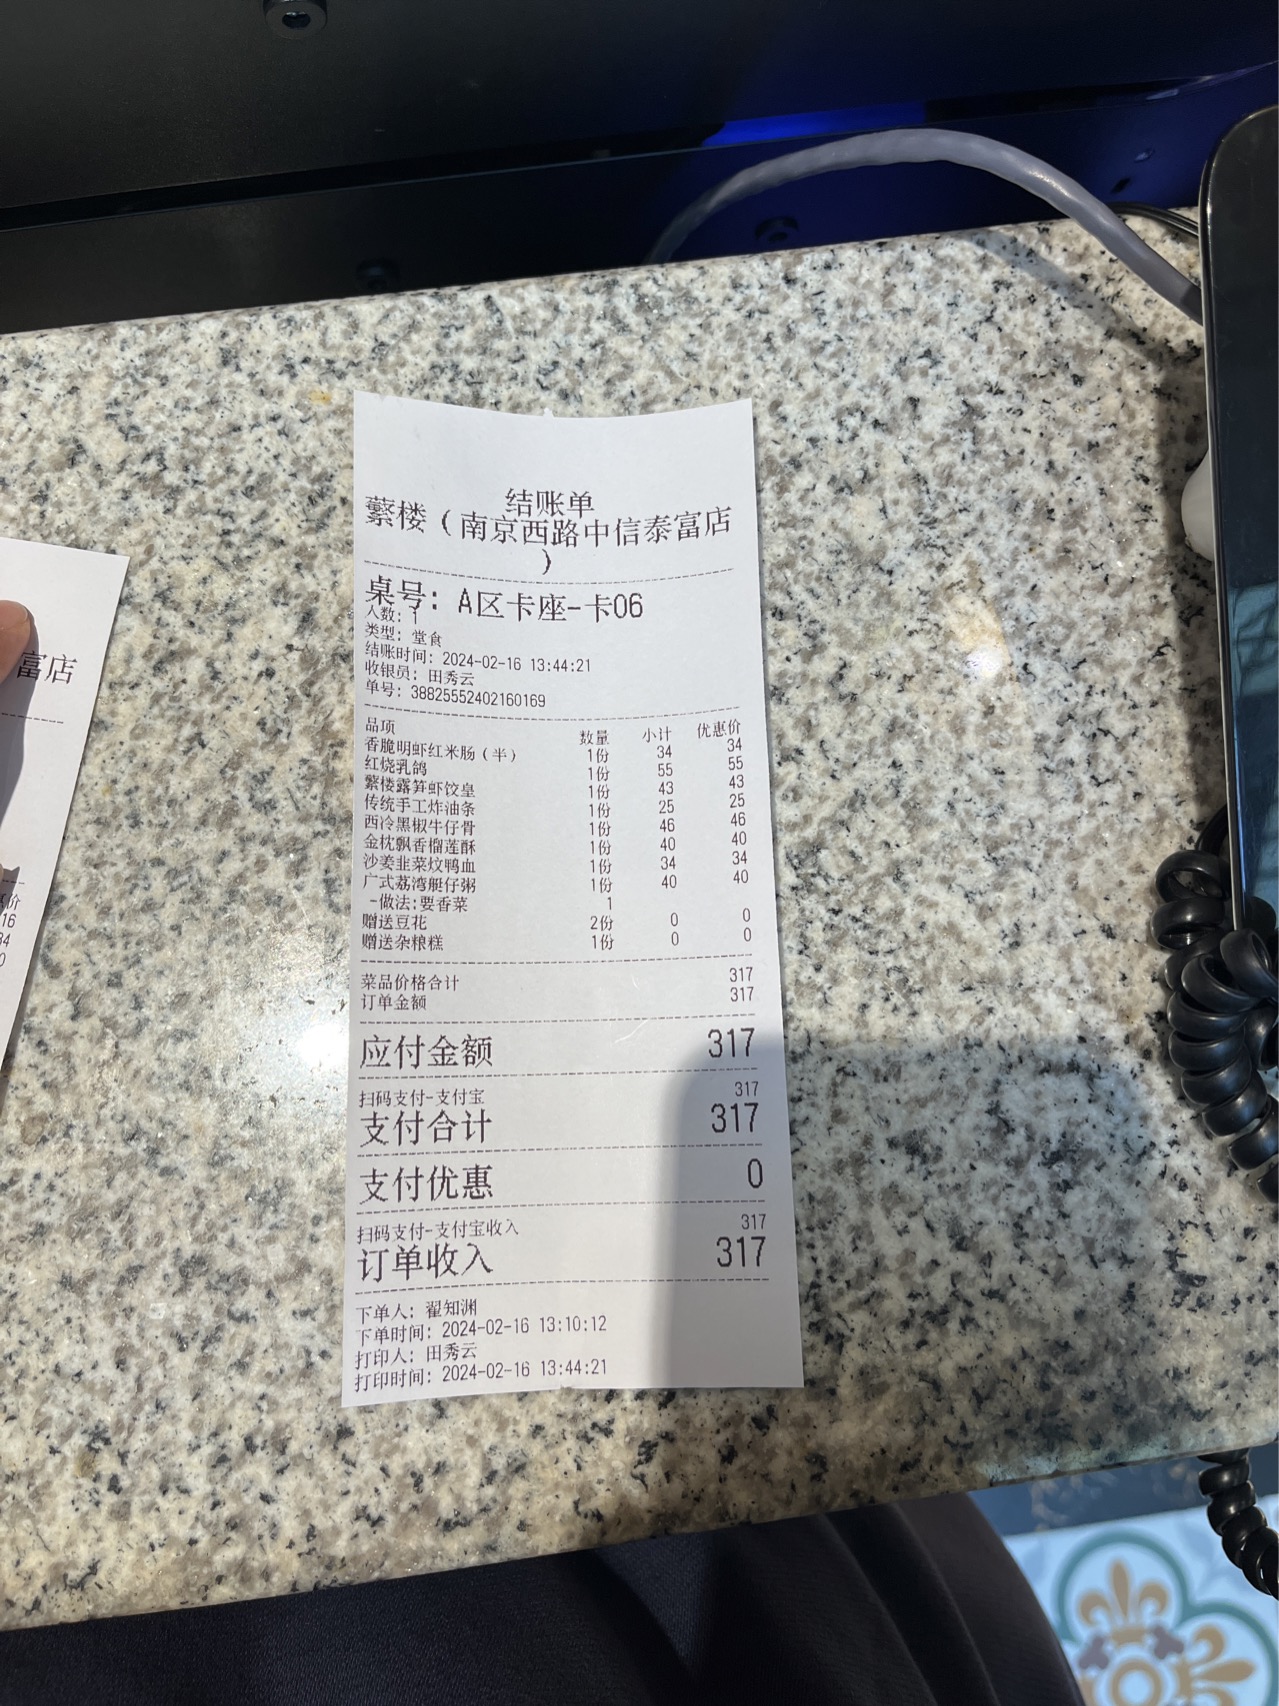 结账单
蘩楼（南京西路中信泰富店
）
桌号: A区卡座-卡06
人数: 1
类型: 堂食
结账时间: 2024-02-16 13:44:21
收银员: 田秀云
单号: 38825552402160169
品项 数量 小计 优惠价
香脆明虾红米肠（半） 1份 34 34
红烧乳鸽 1份 55 55
蘩楼露笋虾饺皇 1份 43 43
传统手工炸油条 1份 25 25
西冷黑椒牛仔骨 1份 46 46
金枕飘香榴莲酥 1份 40 40
沙姜韭菜炆鸭血 1份 34 34
广式荔湾艇仔粥 1份 40 40
-做法:要香菜 1
赠送豆花 2份 0 0
赠送杂粮糕 1份 0 0
菜品价格合计 317
订单金额 317
应付金额 317
扫码支付-支付宝 317
支付合计 317
支付优惠 0
扫码支付-支付宝收入 317
订单收入 317
下单人: 翟知渊
下单时间: 2024-02-16 13:10:12
打印人: 田秀云
打印时间: 2024-02-16 13:44:21
富店